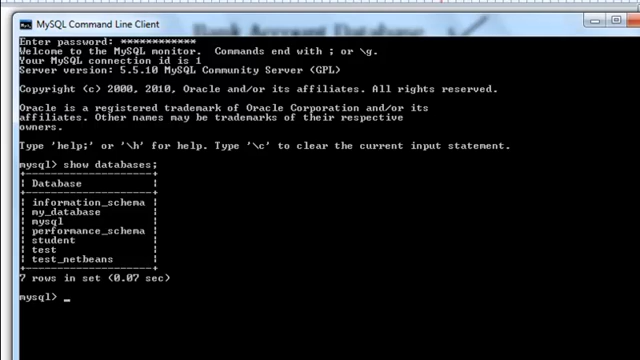 Bank Account Database
MySQL Command Line Client
Enter password: ************
Welcome to the MySQL monitor.  Commands end with ; or \g.
Your MySQL connection id is 1
Server version: 5.5.10 MySQL Community Server (GPL)
Copyright (c) 2000, 2010, Oracle and/or its affiliates. All rights reserved.
Oracle is a registered trademark of Oracle Corporation and/or its
affiliates. Other names may be trademarks of their respective
owners.
Type 'help;' or '\h' for help. Type '\c' to clear the current input statement.
mysql> show databases;
+--------------------+
| Database           |
+--------------------+
| information_schema |
| my_database        |
| mysql              |
| performance_schema |
| student            |
| test               |
| test_netbeans      |
+--------------------+
7 rows in set (0.07 sec)
mysql> _